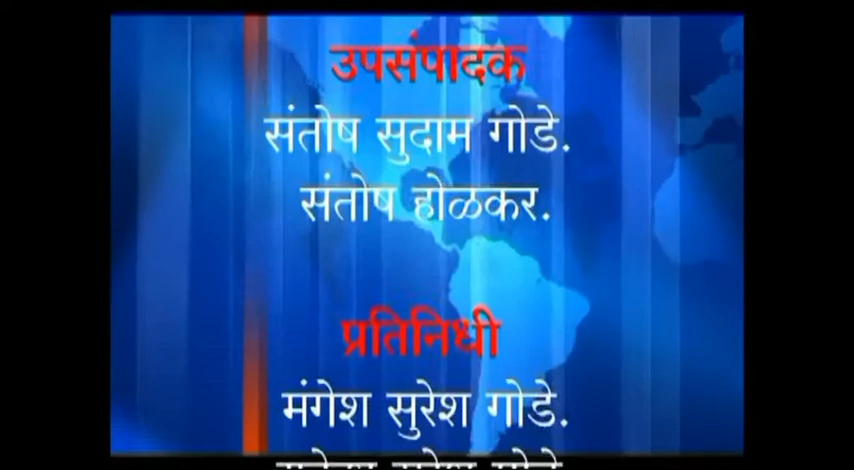 उपसंपादक
संतोष सुदाम गोडे.
संतोष होळकर.
प्रतिनिधी
मंगेश सुरेश गोडे.